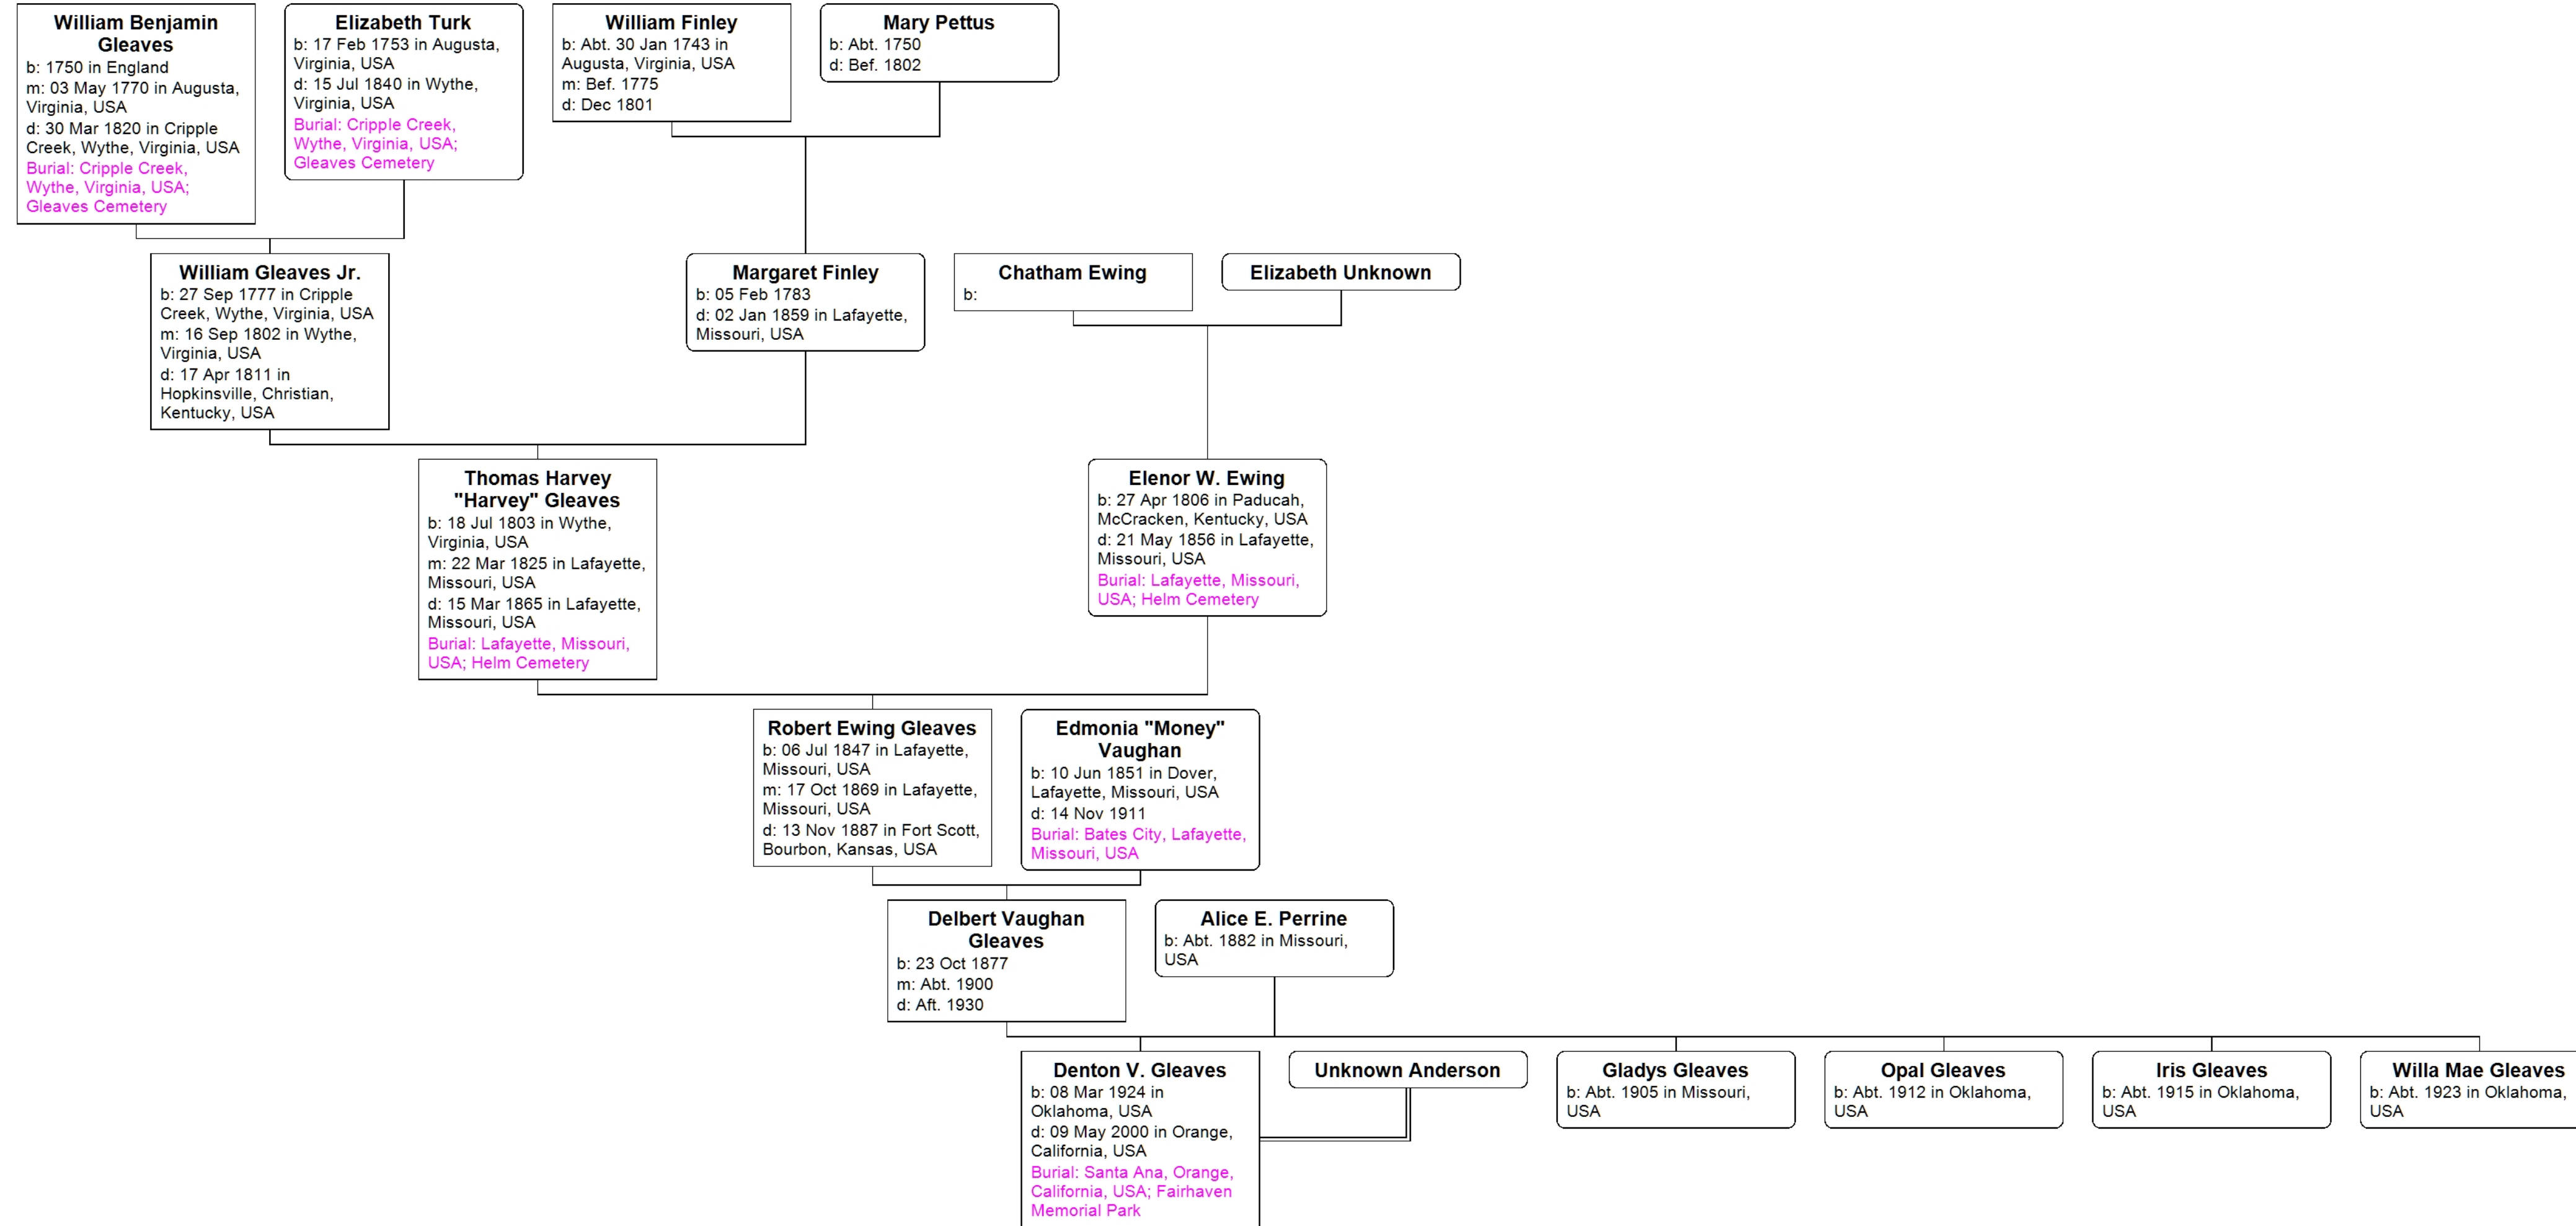 William Benjamin
Gleaves
b: 1750 in England
m: 03 May 1770 in Augusta,
Virginia, USA
d: 30 Mar 1820 in Cripple
Creek, Wythe, Virginia, USA
Burial: Cripple Creek,
Wythe, Virginia, USA;
Gleaves Cemetery
Elizabeth Turk
b: 17 Feb 1753 in Augusta,
Virginia, USA
d: 15 Jul 1840 in Wythe,
Virginia, USA
Burial: Cripple Creek,
Wythe, Virginia, USA;
Gleaves Cemetery
William Finley
b: Abt. 30 Jan 1743 in
Augusta, Virginia, USA
m: Bef. 1775
d: Dec 1801
Mary Pettus
b: Abt. 1750
d: Bef. 1802
William Gleaves Jr.
b: 27 Sep 1777 in Cripple
Creek, Wythe, Virginia, USA
m: 16 Sep 1802 in Wythe,
Virginia, USA
d: 17 Apr 1811 in
Hopkinsville, Christian,
Kentucky, USA
Margaret Finley
b: 05 Feb 1783
d: 02 Jan 1859 in Lafayette,
Missouri, USA
Chatham Ewing
b:
Elizabeth Unknown
Thomas Harvey
"Harvey" Gleaves
b: 18 Jul 1803 in Wythe,
Virginia, USA
m: 22 Mar 1825 in Lafayette,
Missouri, USA
d: 15 Mar 1865 in Lafayette,
Missouri, USA
Burial: Lafayette, Missouri,
USA; Helm Cemetery
Elenor W. Ewing
b: 27 Apr 1806 in Paducah,
McCracken, Kentucky, USA
d: 21 May 1856 in Lafayette,
Missouri, USA
Burial: Lafayette, Missouri,
USA; Helm Cemetery
Robert Ewing Gleaves
b: 06 Jul 1847 in Lafayette,
Missouri, USA
m: 17 Oct 1869 in Lafayette,
Missouri, USA
d: 13 Nov 1887 in Fort Scott,
Bourbon, Kansas, USA
Edmonia "Money"
Vaughan
b: 10 Jun 1851 in Dover,
Lafayette, Missouri, USA
d: 14 Nov 1911
Burial: Bates City, Lafayette,
Missouri, USA
Delbert Vaughan
Gleaves
b: 23 Oct 1877
m: Abt. 1900
d: Aft. 1930
Alice E. Perrine
b: Abt. 1882 in Missouri,
USA
Denton V. Gleaves
b: 08 Mar 1924 in
Oklahoma, USA
d: 09 May 2000 in Orange,
California, USA
Burial: Santa Ana, Orange,
California, USA; Fairhaven
Memorial Park
Unknown Anderson
Gladys Gleaves
b: Abt. 1905 in Missouri,
USA
Opal Gleaves
b: Abt. 1912 in Oklahoma,
USA
Iris Gleaves
b: Abt. 1915 in Oklahoma,
USA
Willa Mae Gleaves
b: Abt. 1923 in Oklahoma,
USA